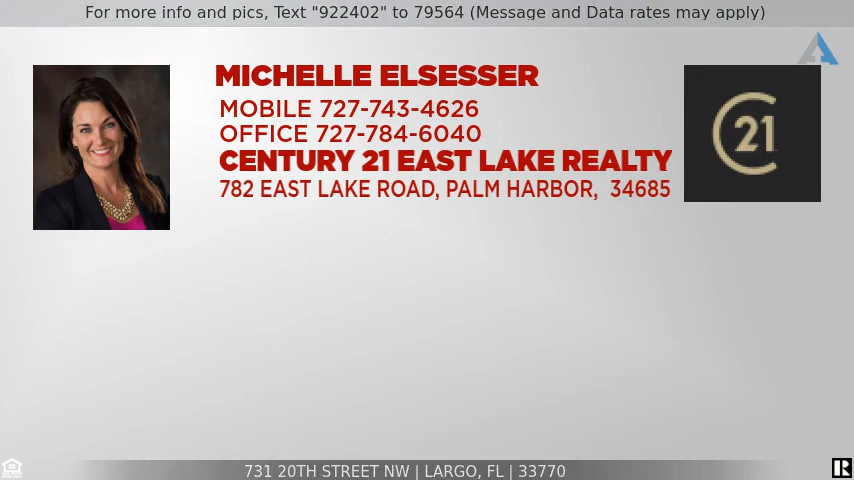 For more info and pics, Text "922402" to 79564 (Message and Data rates may apply)
MICHELLE ELSESSER
MOBILE 727-743-4626
OFFICE 727-784-6040
CENTURY 21 EAST LAKE REALTY
782 EAST LAKE ROAD, PALM HARBOR, 34685
C21
731 20TH STREET NW | LARGO, FL | 33770
R